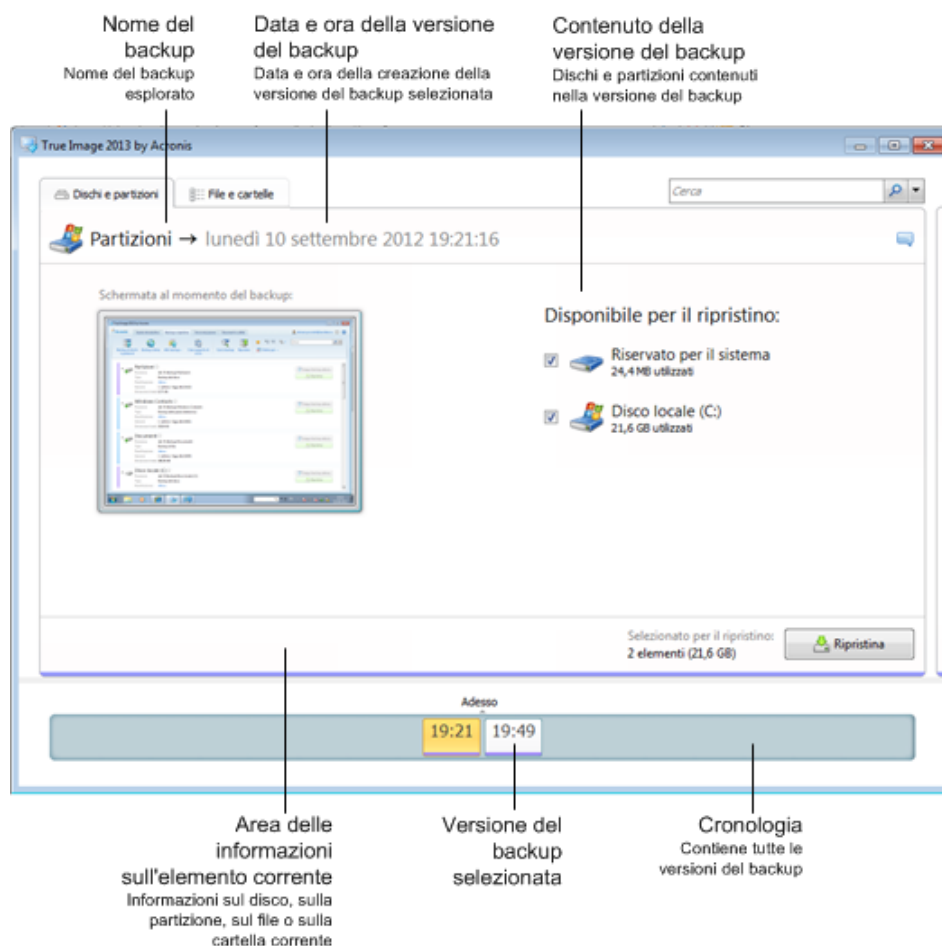 Nome del
backup
Nome del backup
esplorato
Data e ora della versione
del backup
Data e ora della creazione della
versione del backup selezionata
Contenuto della
versione del backup
Dischi e partizioni contenuti
nella versione del backup
True Image 2013 by Acronis
Dischi e partizioni
File e cartelle
Cerca
Partizioni → lunedì 10 settembre 2012 19:21:16
Schermata al momento del backup:
Disponibile per il ripristino:
Riservato per il sistema
24,4 MB utilizzati
Disco locale (C:)
21,6 GB utilizzati
Selezionato per il ripristino:
2 elementi (21,6 GB)
Ripristina
Adesso
19:21
19:49
Area delle
informazioni
sull'elemento corrente
Informazioni sul disco, sulla
partizione, sul file o sulla
cartella corrente
Versione del
backup
selezionata
Cronologia
Contiene tutte le
versioni del backup